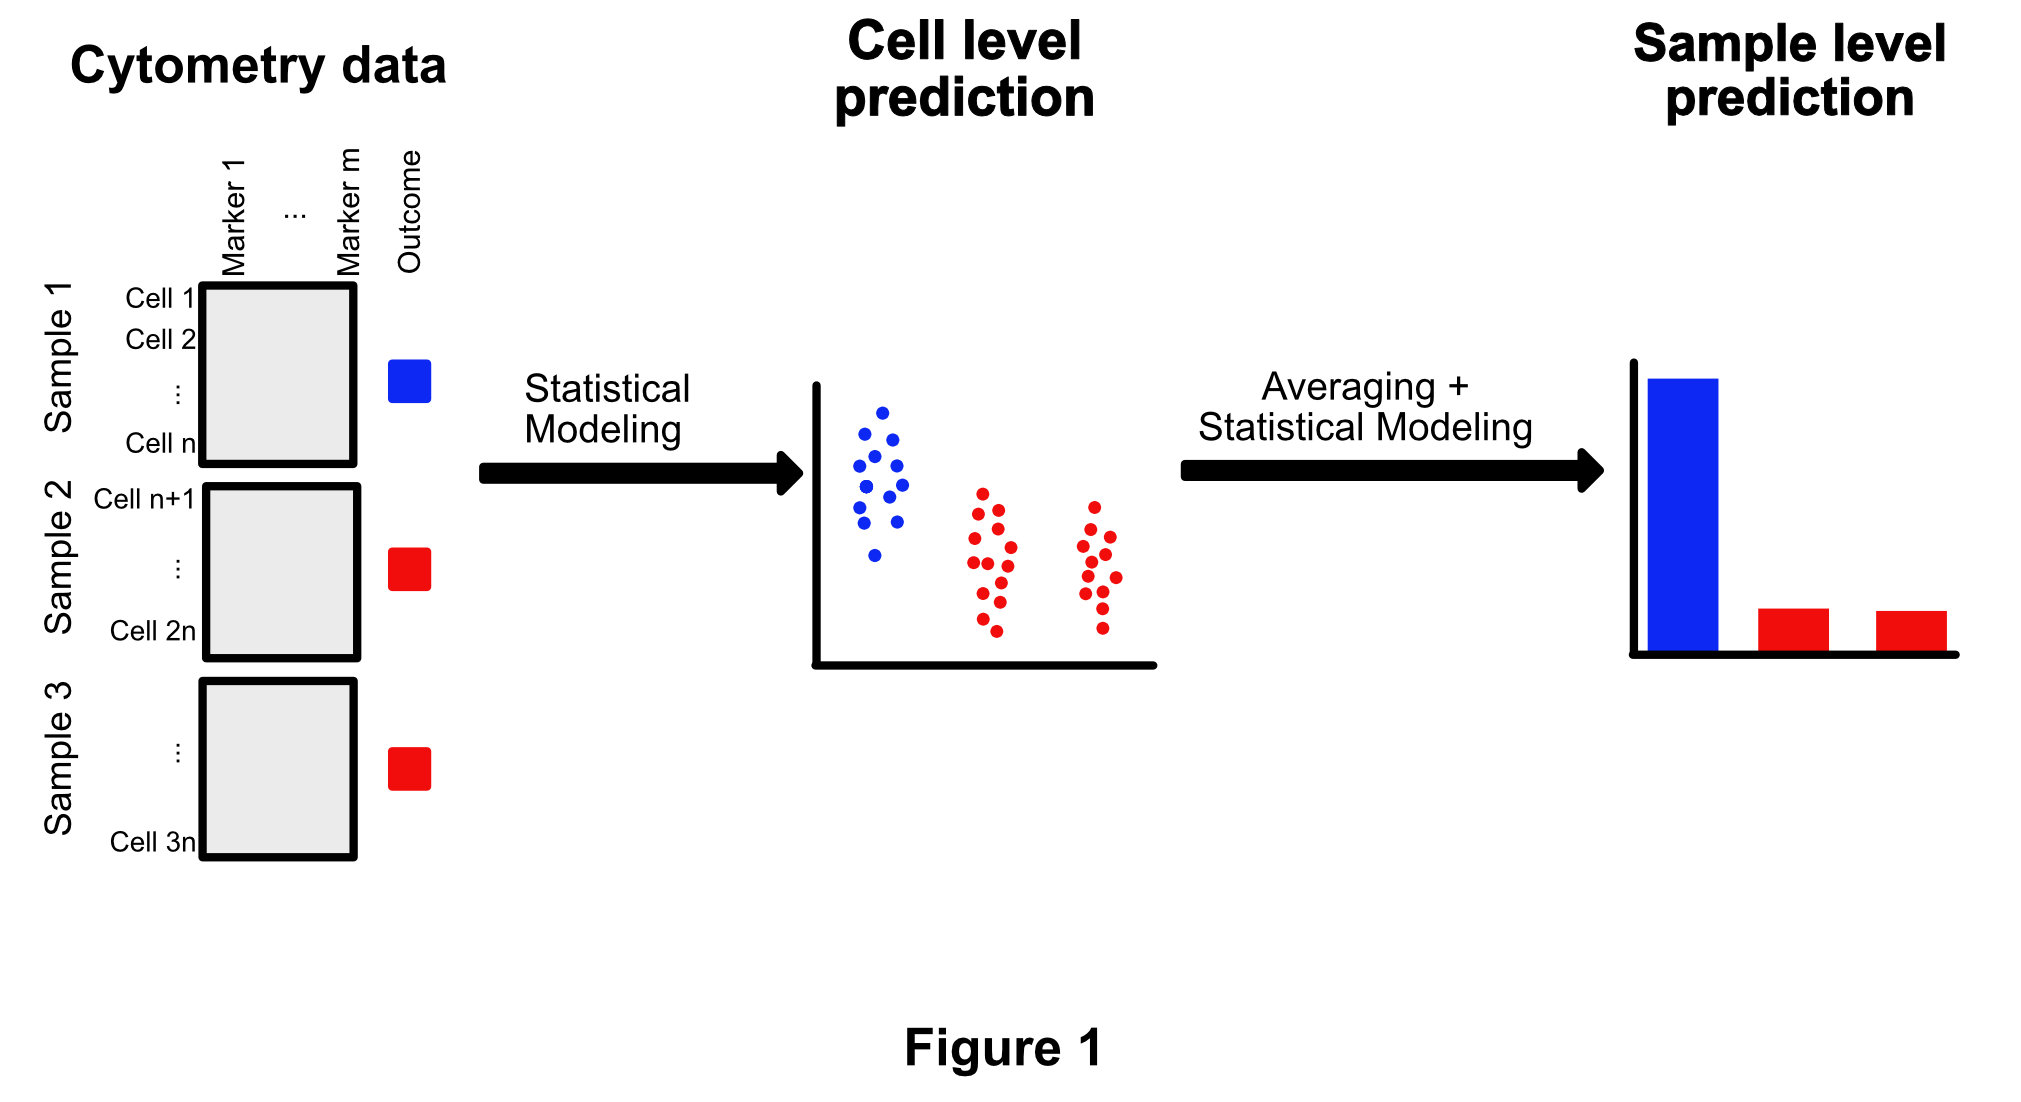 Cytometry data
Cell level
prediction
Sample level
prediction
Marker 1
...
Marker m
Outcome
Sample 1
Cell 1
Cell 2
...
Cell n
Sample 2
Cell n+1
...
Cell 2n
Sample 3
...
Cell 3n
Statistical
Modeling
Averaging +
Statistical Modeling
Figure 1